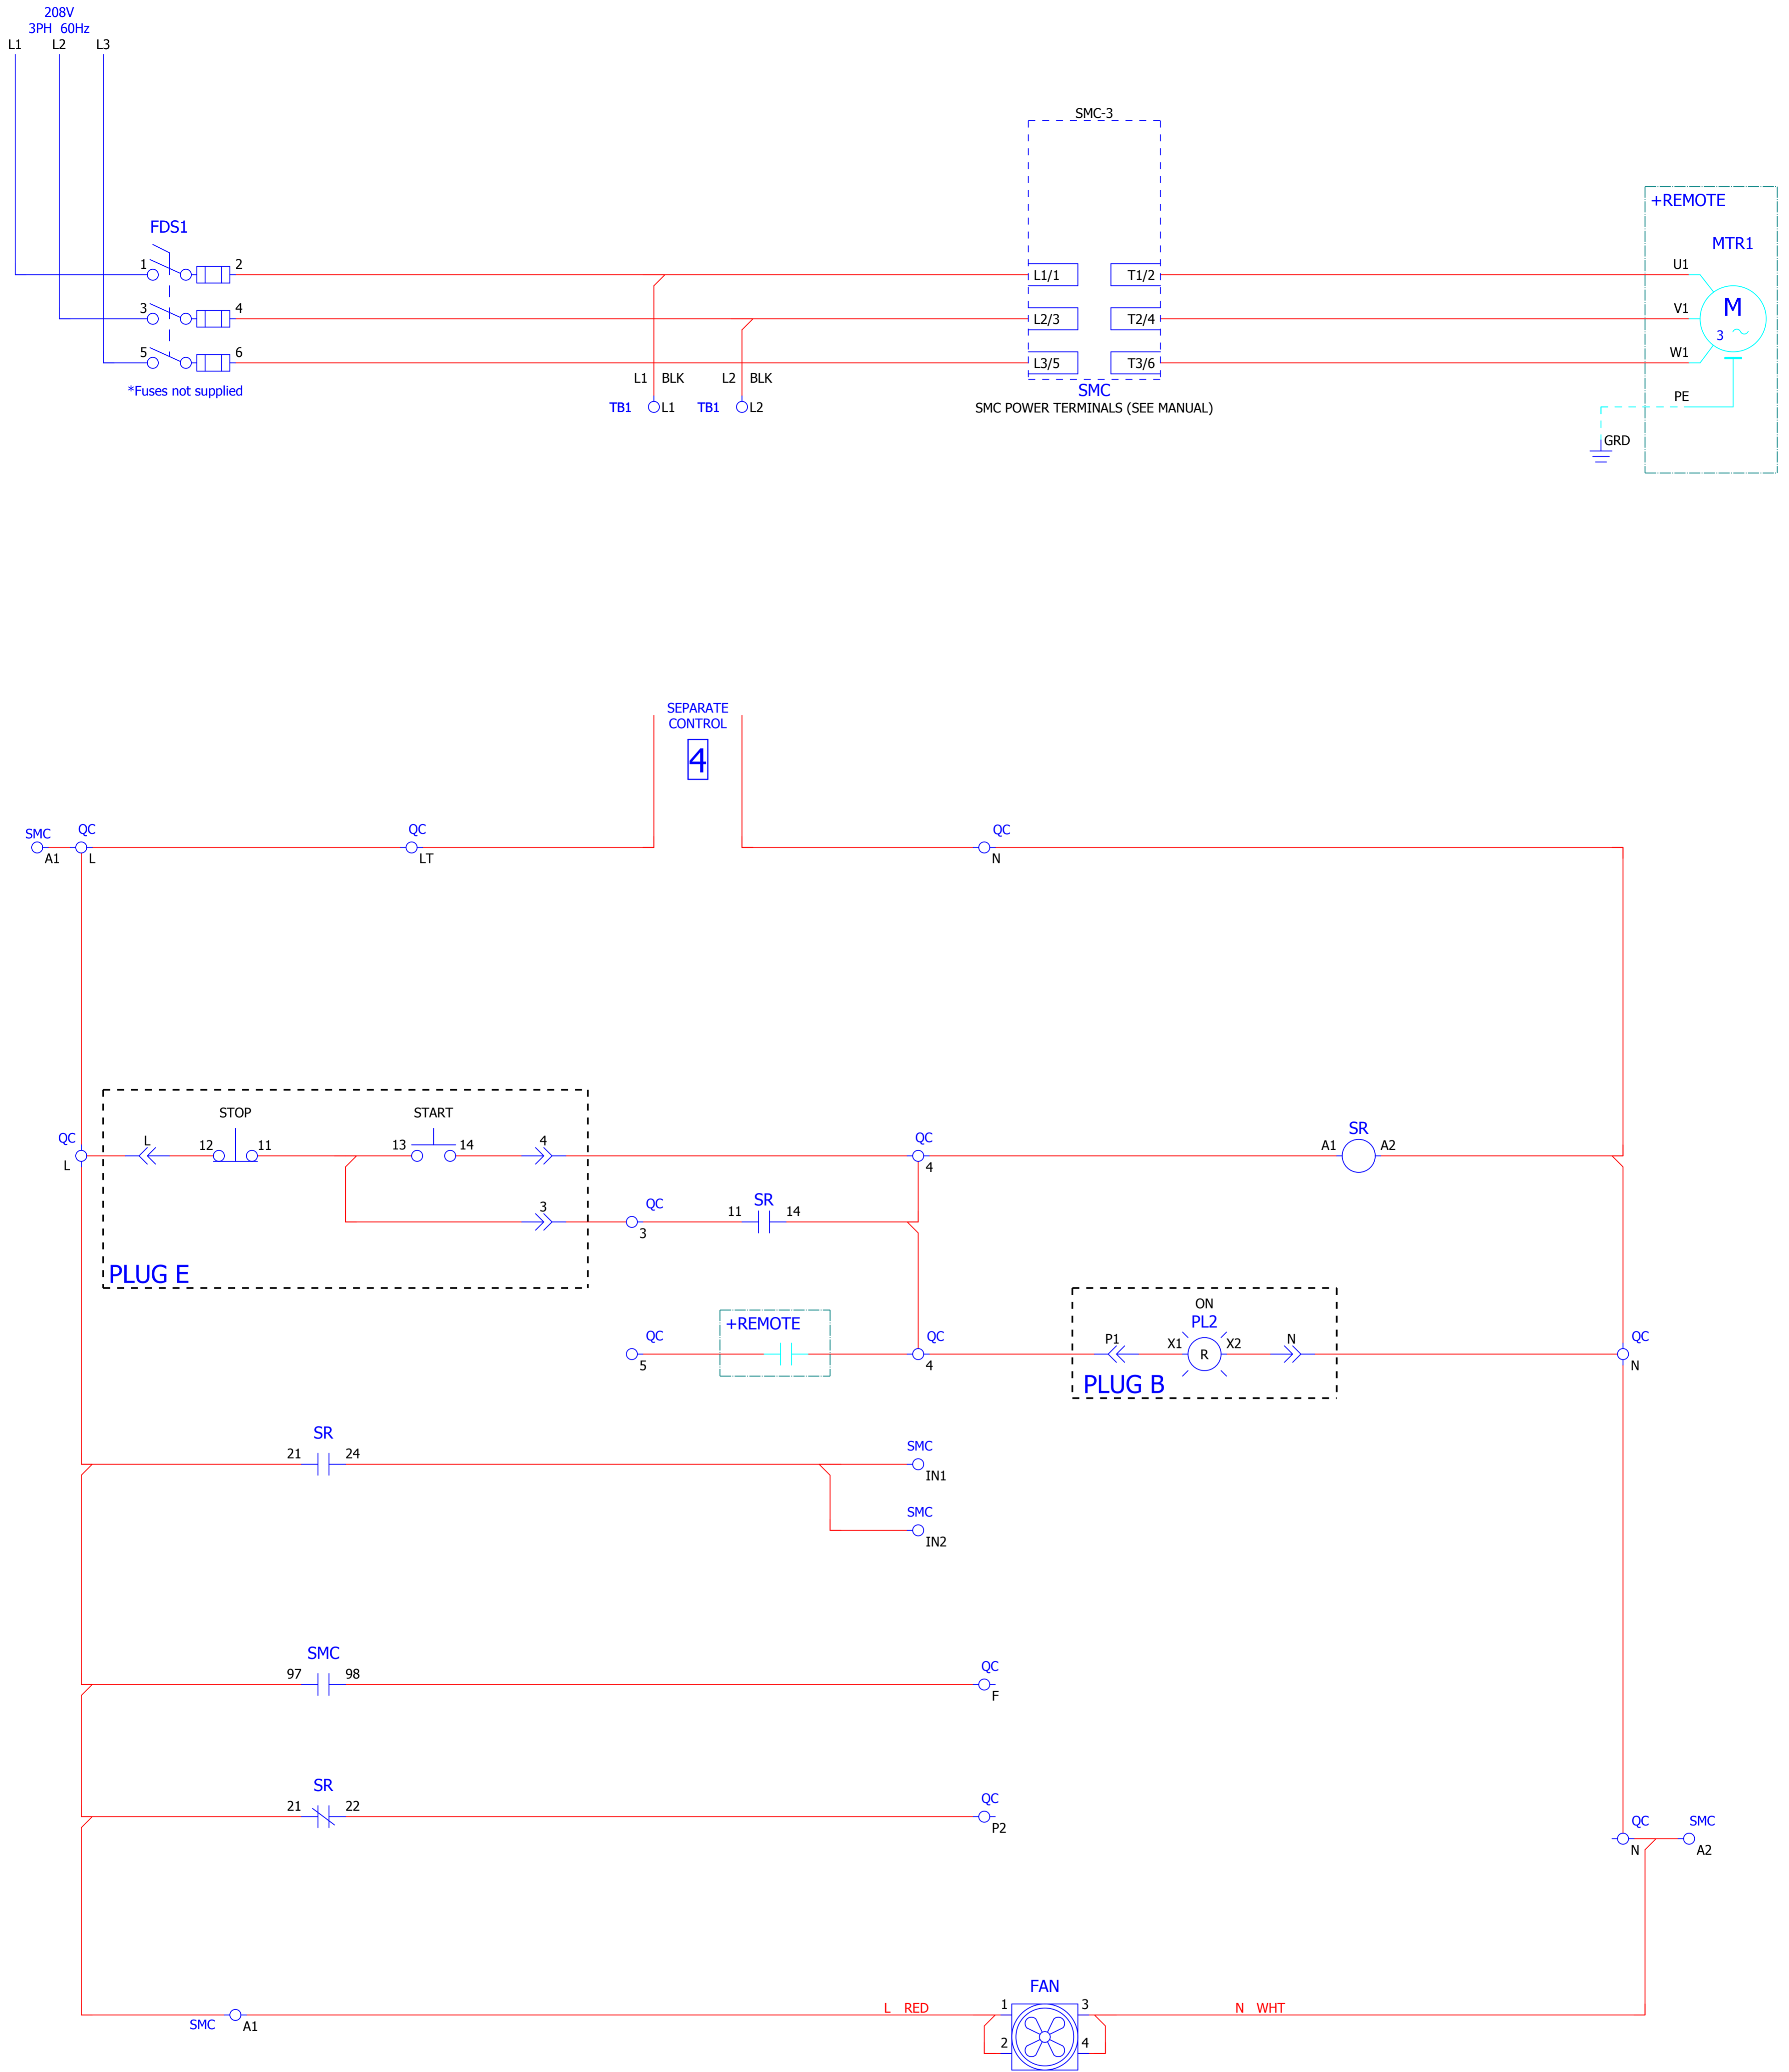 208V
3PH 60Hz
L1 L2 L3
SMC-3
+REMOTE
FDS1
MTR1
1 2 L1/1 T1/2 U1
3 4 L2/3 T2/4 V1 M
3
5 6 L3/5 T3/6 W1
*Fuses not supplied
L1 BLK L2 BLK
SMC
TB1 L1 TB1 L2
SMC POWER TERMINALS (SEE MANUAL)
PE
GRD
SEPARATE
CONTROL
4
SMC QC QC QC
A1 L LT N
STOP START
QC L 12 11 13 14 4 QC SR
A1 A2
L 4
3 QC SR
11 14
3
PLUG E
ON
+REMOTE PL2
QC QC P1 X1 X2 N QC
R
5 4 N
PLUG B
SR
21 24 SMC
IN1
SMC
IN2
SMC
97 98 QC
F
SR
21 22 QC
P2
QC SMC
N A2
FAN
L RED 1 3 N WHT
SMC A1
2 4